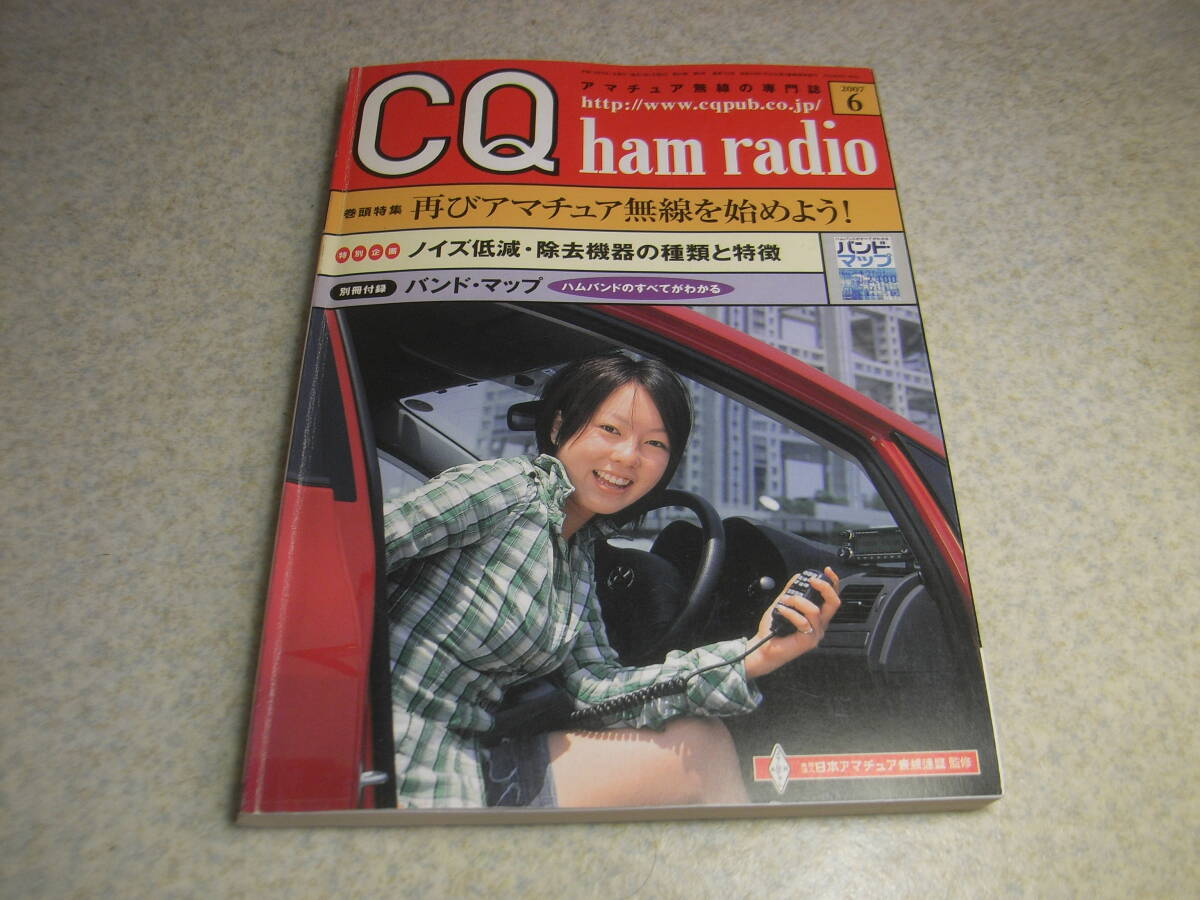 アマチュア無線の専門誌
http://www.cqpub.co.jp/
2007
6
CQ ham radio
巻頭特集 再びアマチュア無線を始めよう!
特別企画 ノイズ低減・除去機器の種類と特徴
別冊付録 バンド・マップ ハムバンドのすべてがわかる
バンド・
マップ
日本アマチュア無線連盟 監修